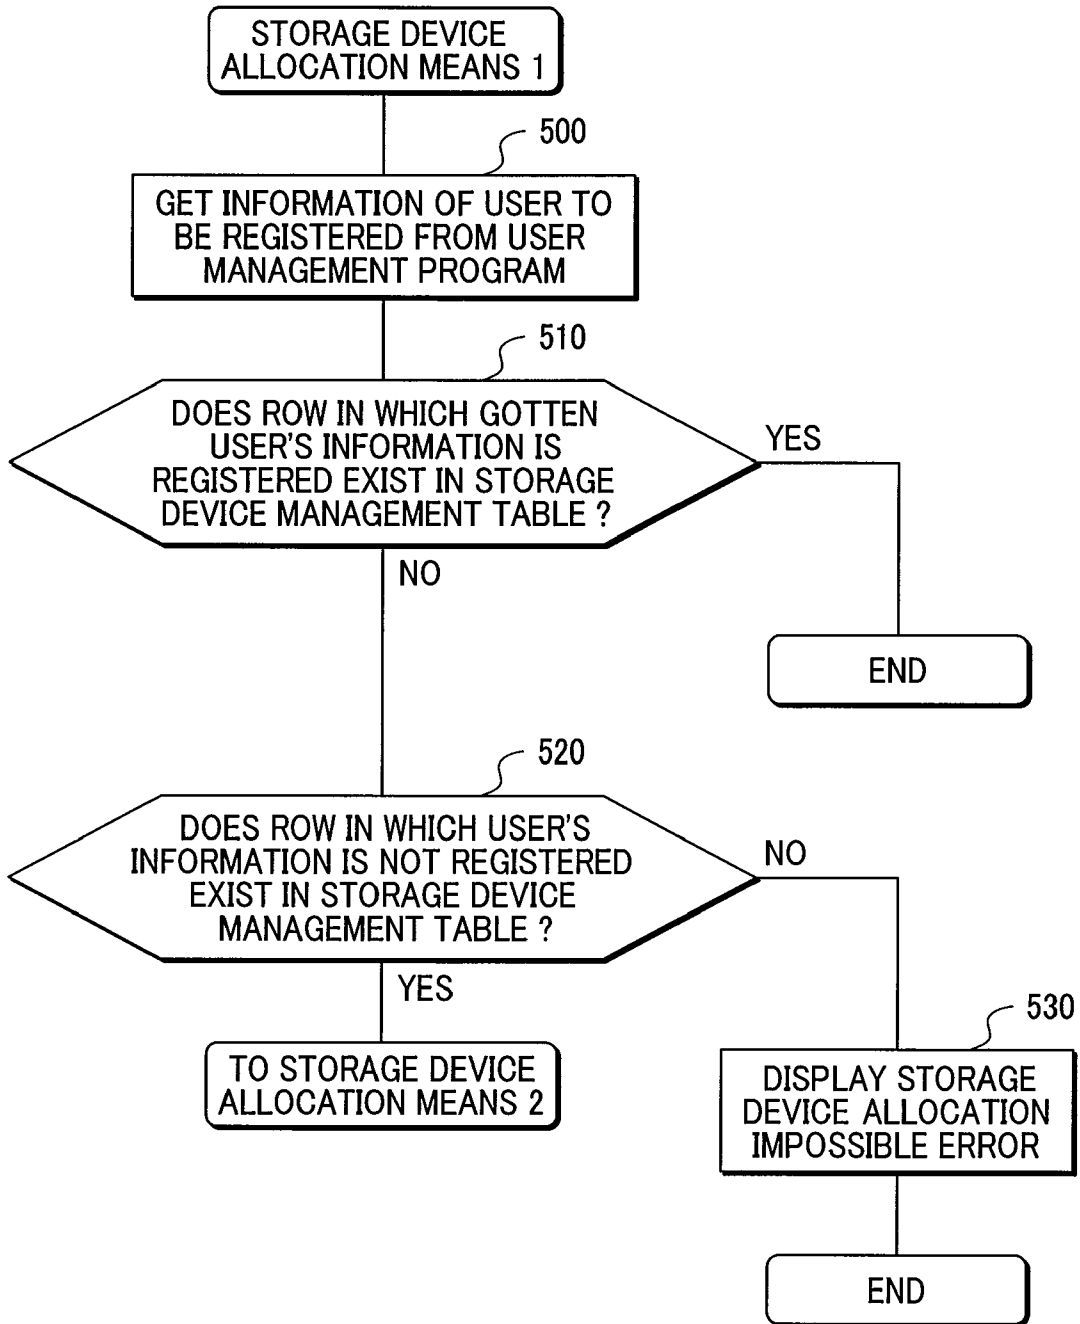 STORAGE DEVICE
ALLOCATION MEANS 1
500
GET INFORMATION OF USER TO
BE REGISTERED FROM USER
MANAGEMENT PROGRAM
510
DOES ROW IN WHICH GOTTEN
USER'S INFORMATION IS
REGISTERED EXIST IN STORAGE
DEVICE MANAGEMENT TABLE ?
YES
NO
END
520
DOES ROW IN WHICH USER'S
INFORMATION IS NOT REGISTERED
EXIST IN STORAGE DEVICE
MANAGEMENT TABLE ?
NO
YES
TO STORAGE DEVICE
ALLOCATION MEANS 2
530
DISPLAY STORAGE
DEVICE ALLOCATION
IMPOSSIBLE ERROR
END